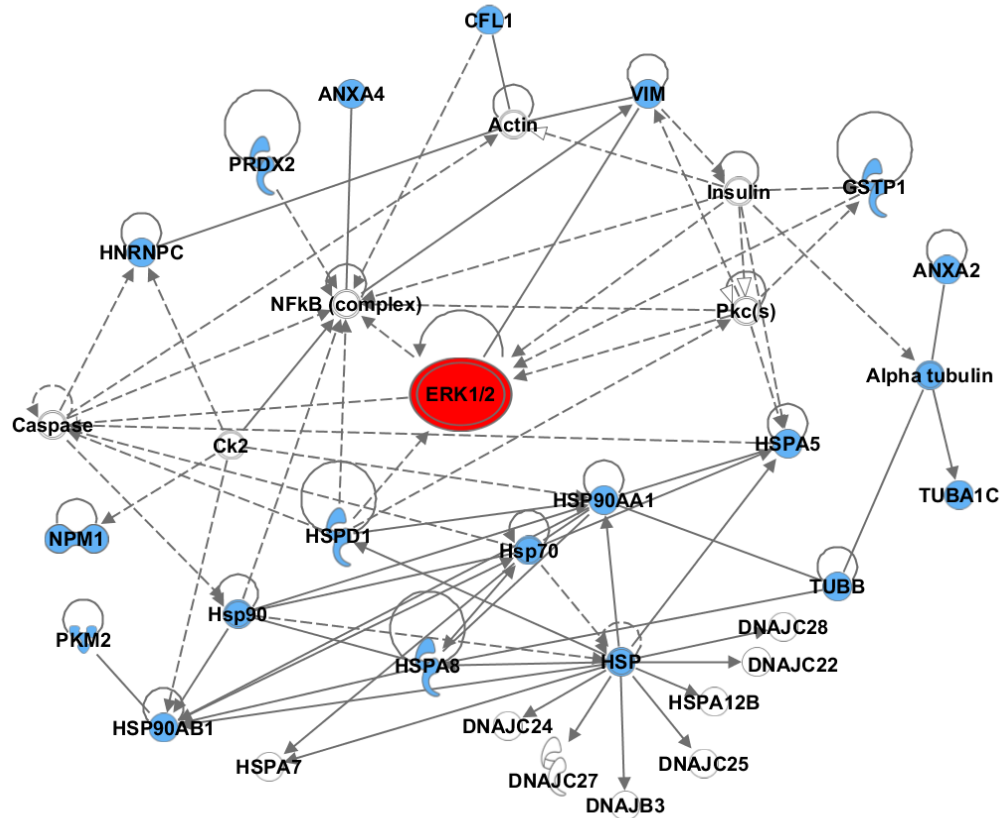 CFL1
ANXA4
VIM
Actin
PRDX2
Insulin
GSTP1
HNRNPC
ANXA2
NFkB (complex)
Pkc(s)
Alpha tubulin
ERK1/2
Caspase
Ck2
HSPA5
TUBA1C
HSP90AA1
NPM1
HSPD1
Hsp70
TUBB
Hsp90
PKM2
DNAJC28
HSPA8
HSP
DNAJC22
HSPA12B
HSP90AB1
DNAJC24
HSPA7
DNAJC25
DNAJC27
DNAJB3